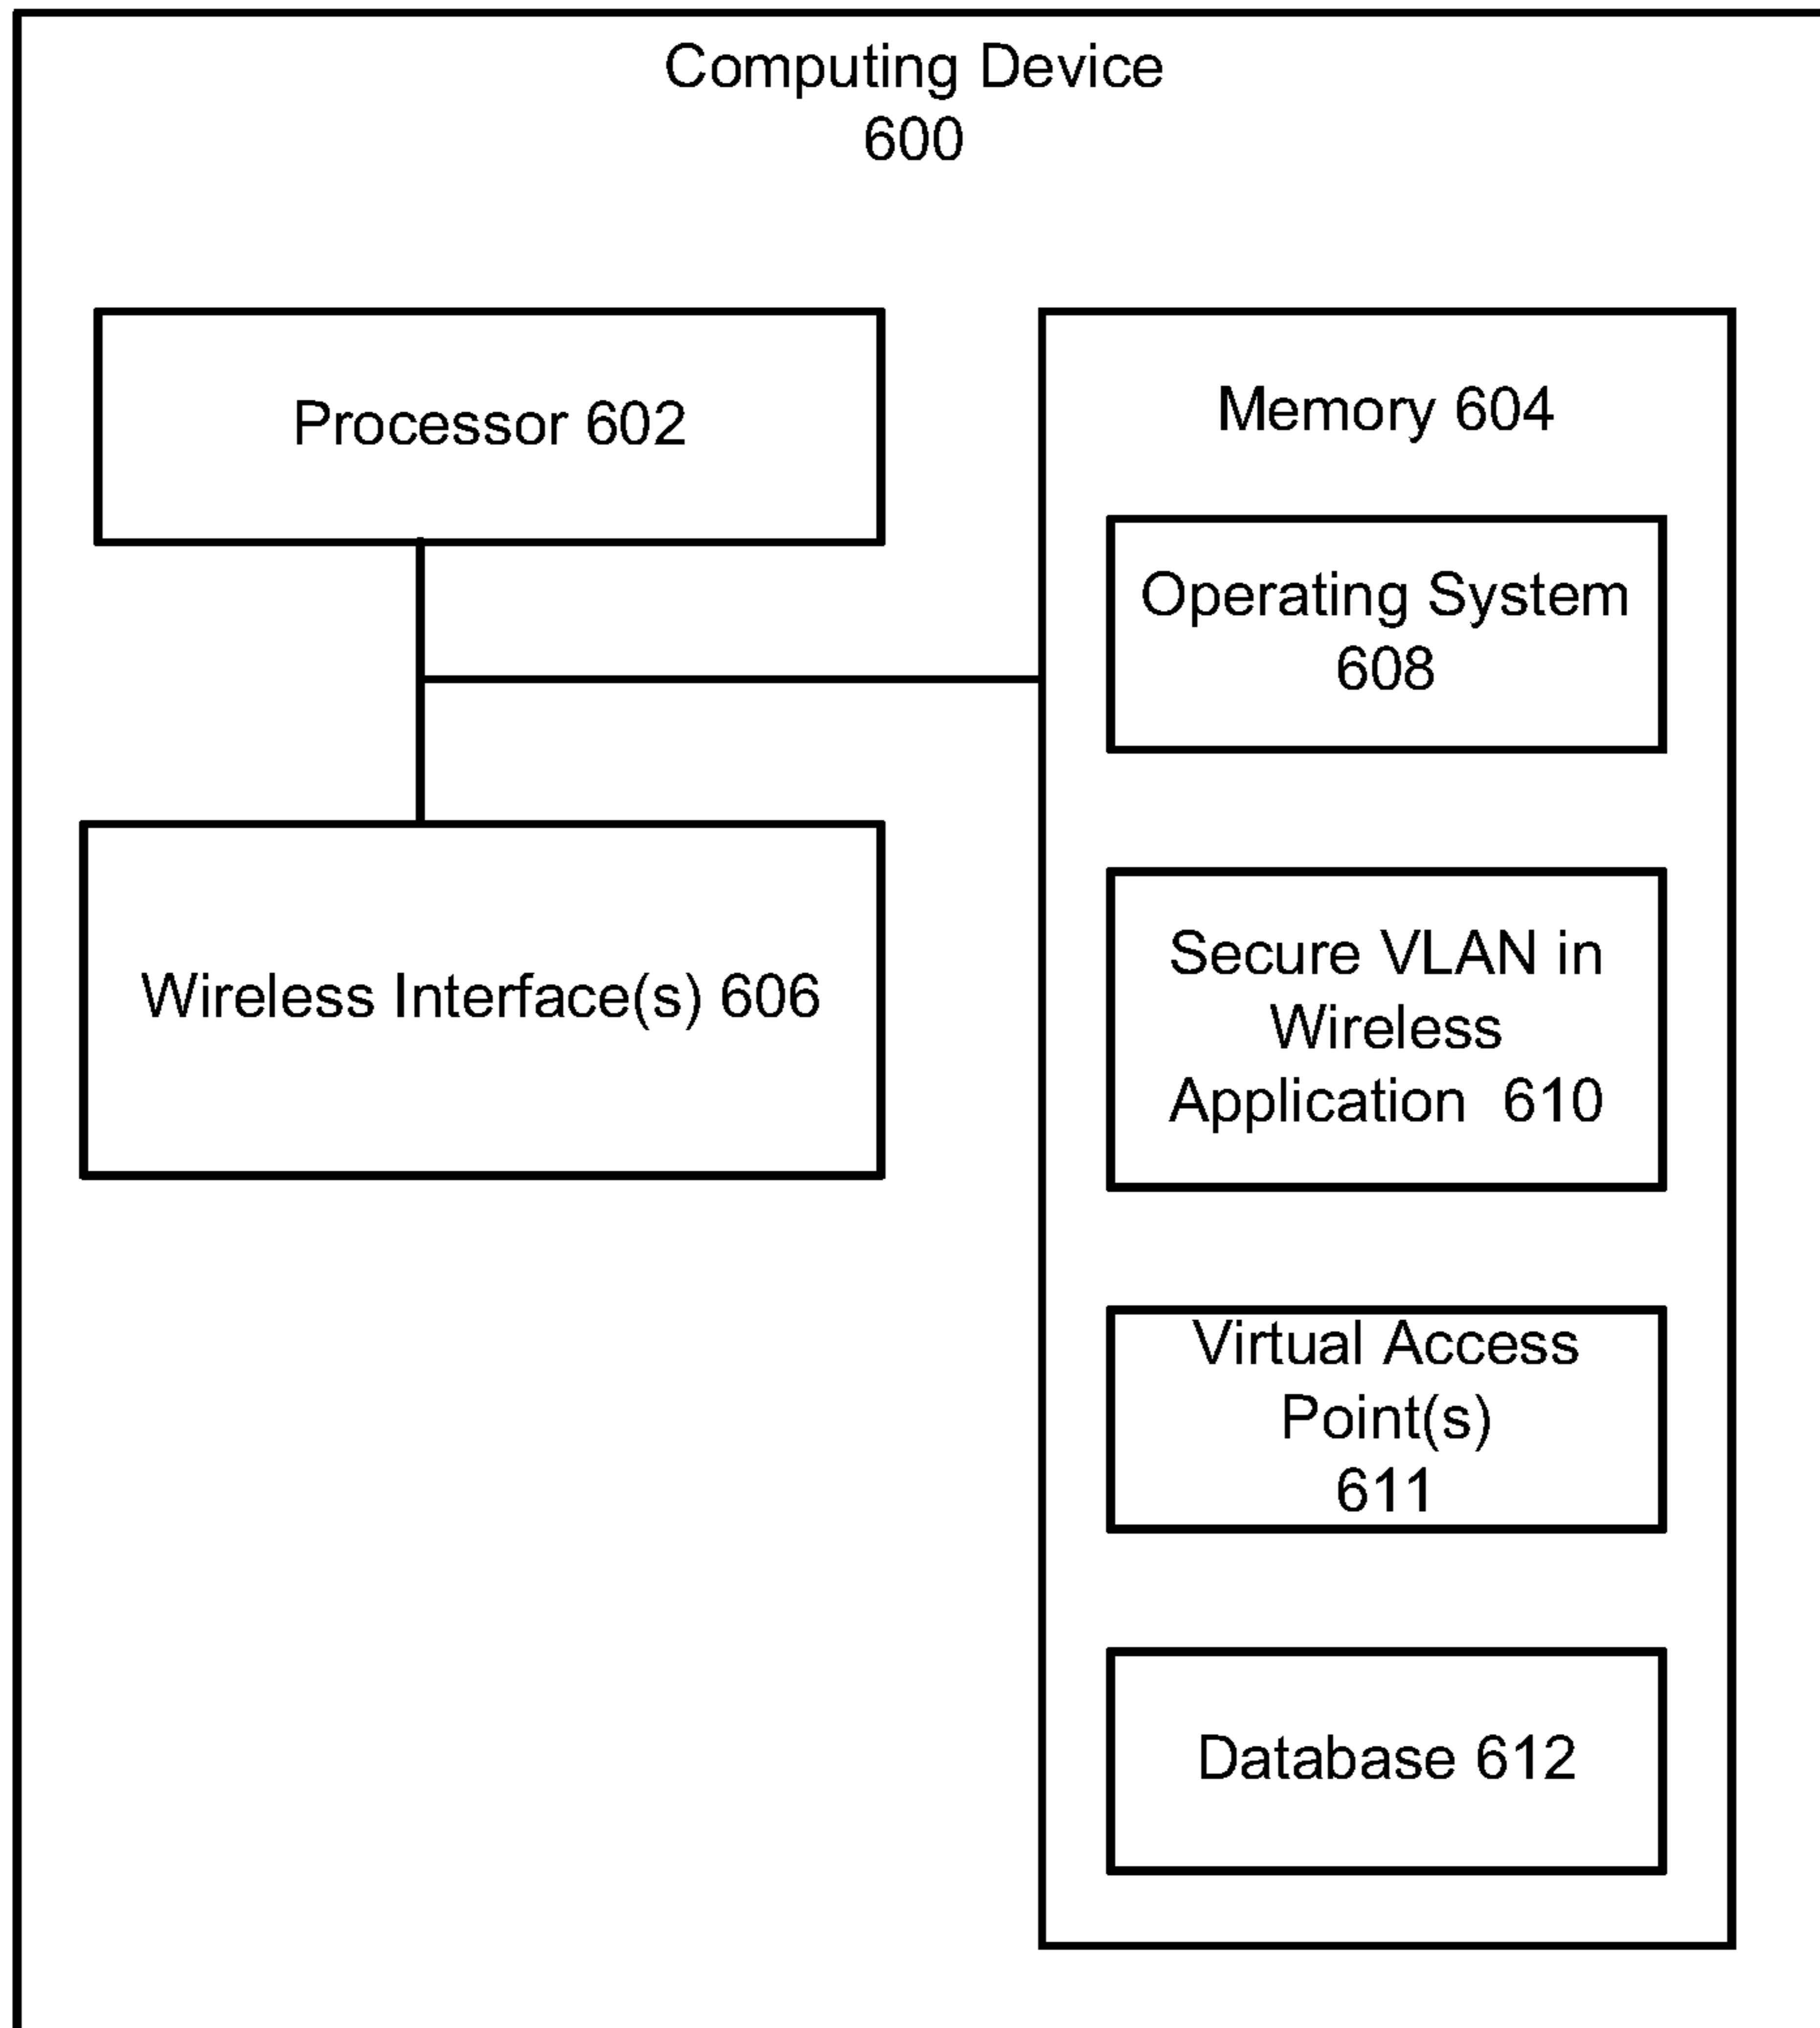 Computing Device
600
Processor 602
Wireless Interface(s) 606
Memory 604
Operating System
608
Secure VLAN in
Wireless
Application 610
Virtual Access
Point(s)
611
Database 612